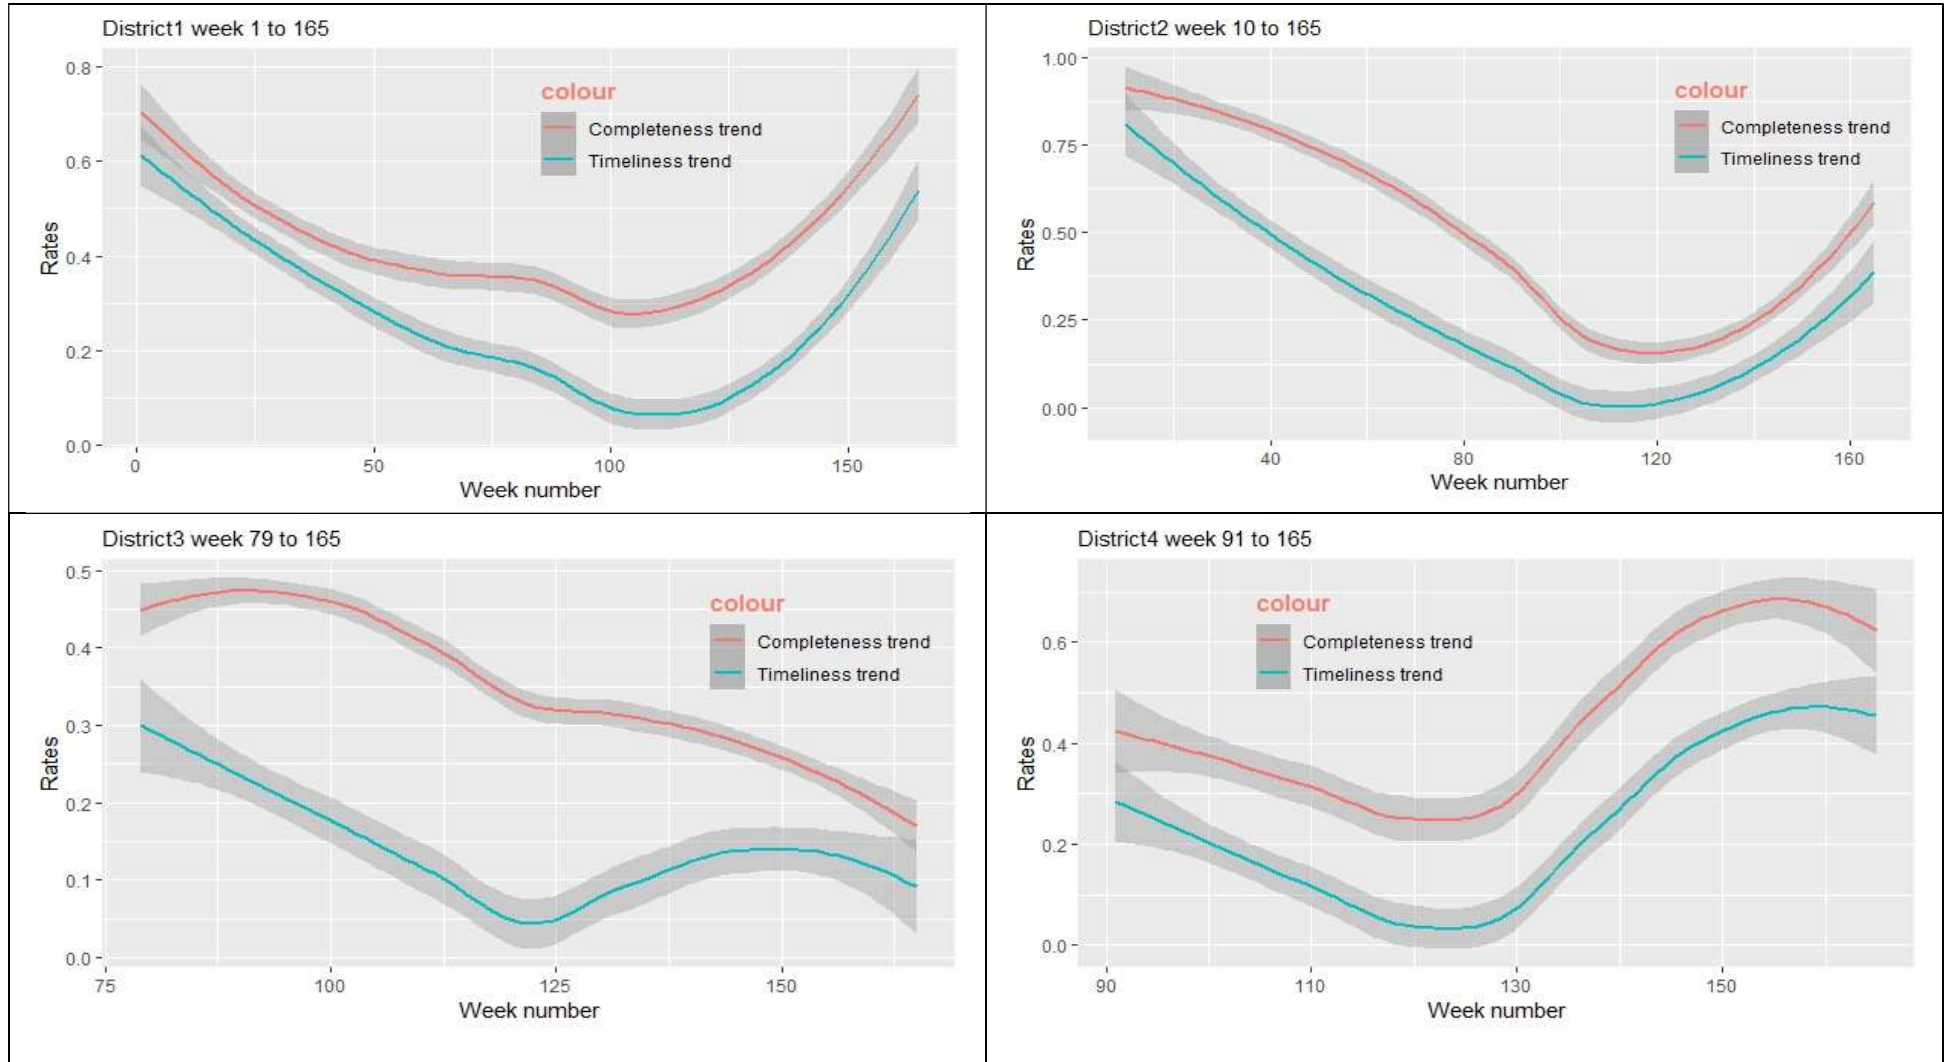 District1 week 1 to 165
0.8
0.6
0.4
0.2
0.0
Rates
colour
Completeness trend
Timeliness trend
0 50 100 150
Week number
District2 week 10 to 165
1.00
0.75
0.50
0.25
0.00
Rates
colour
Completeness trend
Timeliness trend
40 80 120 160
Week number
District3 week 79 to 165
0.5
0.4
0.3
0.2
0.1
0.0
Rates
colour
Completeness trend
Timeliness trend
75 100 125 150
Week number
District4 week 91 to 165
0.6
0.4
0.2
0.0
Rates
colour
Completeness trend
Timeliness trend
90 110 130 150
Week number